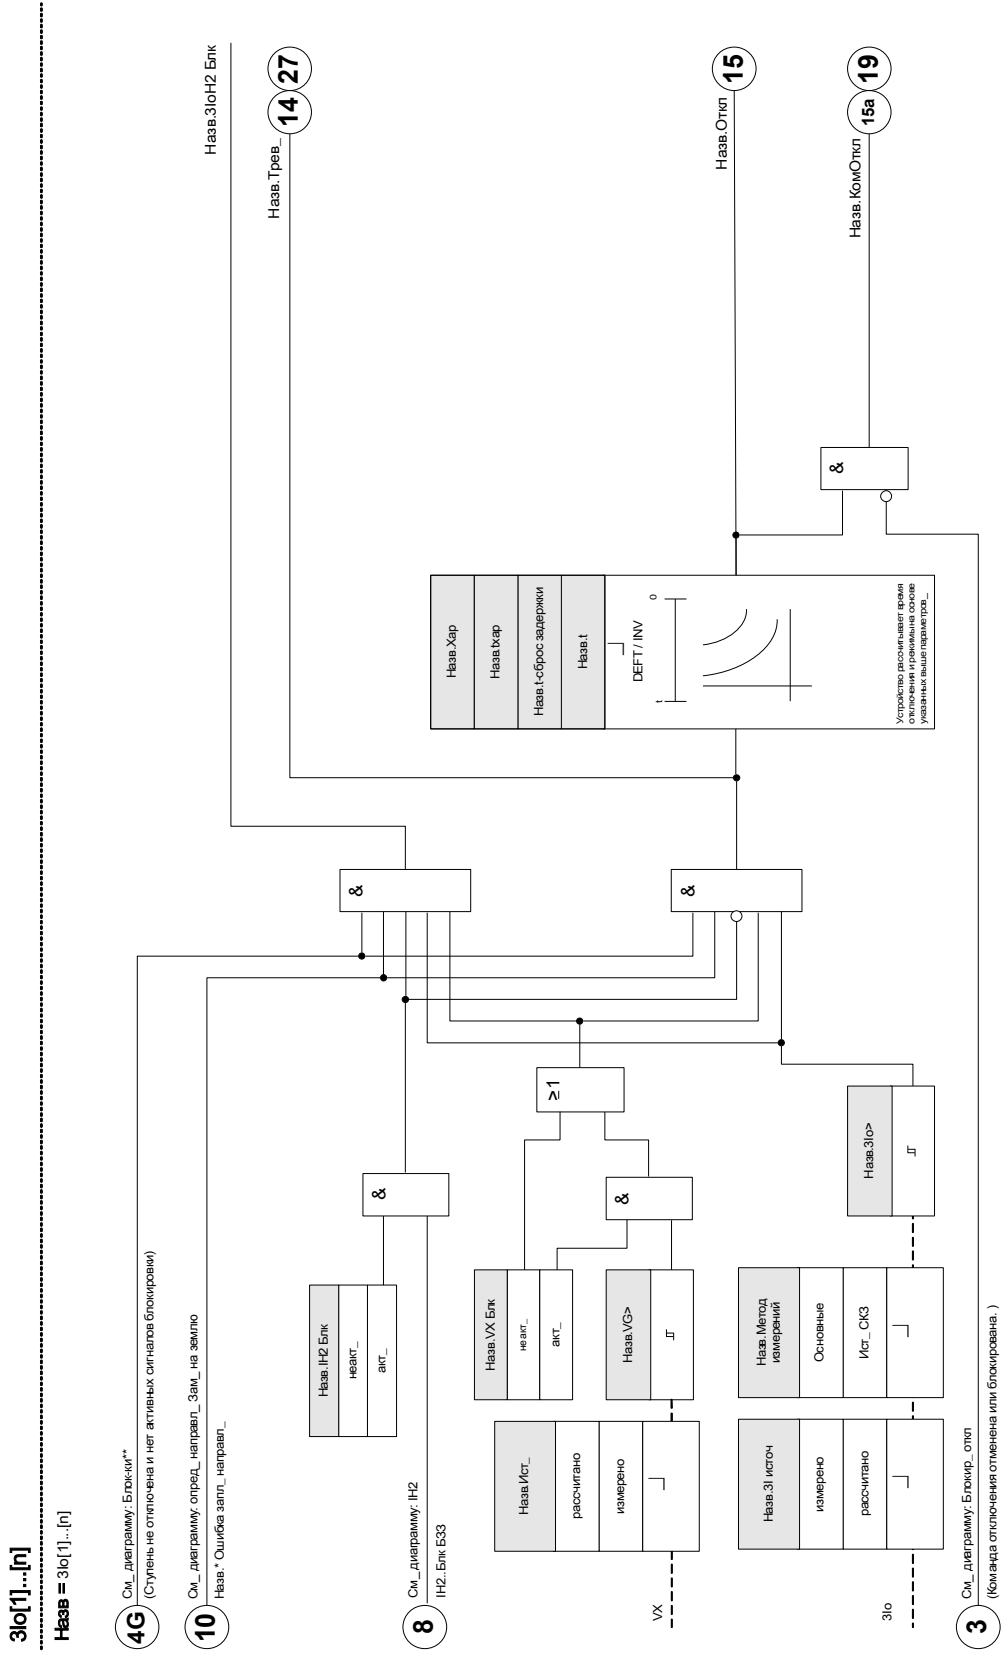 3Io[1]...[n]
Назв = 3Io[1]...[n]
4G
См_ диаграмму: Блок-ки**
(Ступень не отключена и нет активных сигналов блокировки)
10
См_ диаграмму: опред_ направл_ Зам_ на землю
Назв.* Ошибка запл_ направл_
8
См_ диаграмму: IH2
IH2..Блк БЗЗ
Назв.IH2 Блк
неакт_
акт_
&
Назв.VX Блк
неакт_
акт_
Назв.VG>
&
≥1
Назв.Ист_
рассчитано
измерено
VX
Назв.3I источ
измерено
рассчитано
Назв.Метод
измерений
Основные
Ист_ СКЗ
Назв.3Io>
3Io
3
См_ диаграмму: Блокир_ откл
(Команда отключения отменена или блокирована. )
&
&
Назв.Хар
Назв.tхар
Назв.t-сброс задержки
Назв.t
DEFT / INV
t
0
Устройство рассчитывает время
отключения и режимы на основе
указанных выше параметров_
&
Назв.3IoH2 Блк
Назв.Трев_
14
27
Назв.Откл
15
Назв.КомОткл
15a
19